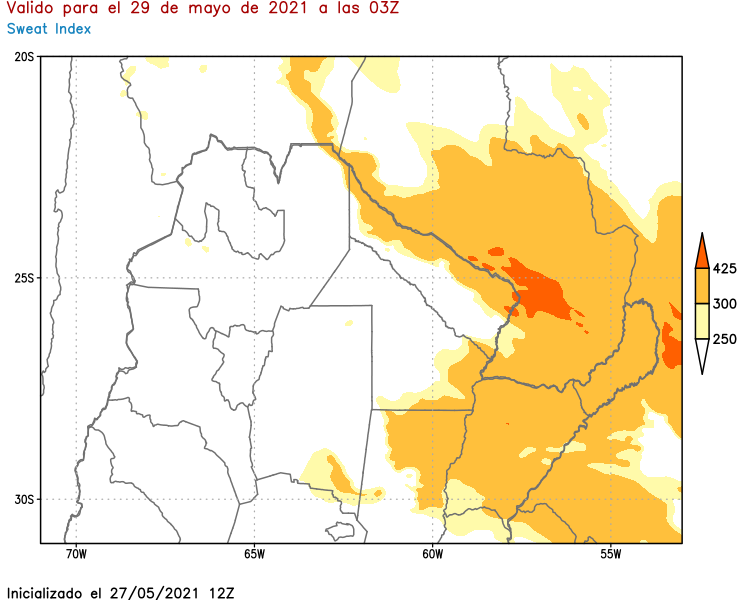 Valido para el 29 de mayo de 2021 a las 03Z
Sweat Index
20S
25S
30S
70W
65W
60W
55W
425
300
250
Inicializado el 27/05/2021 12Z